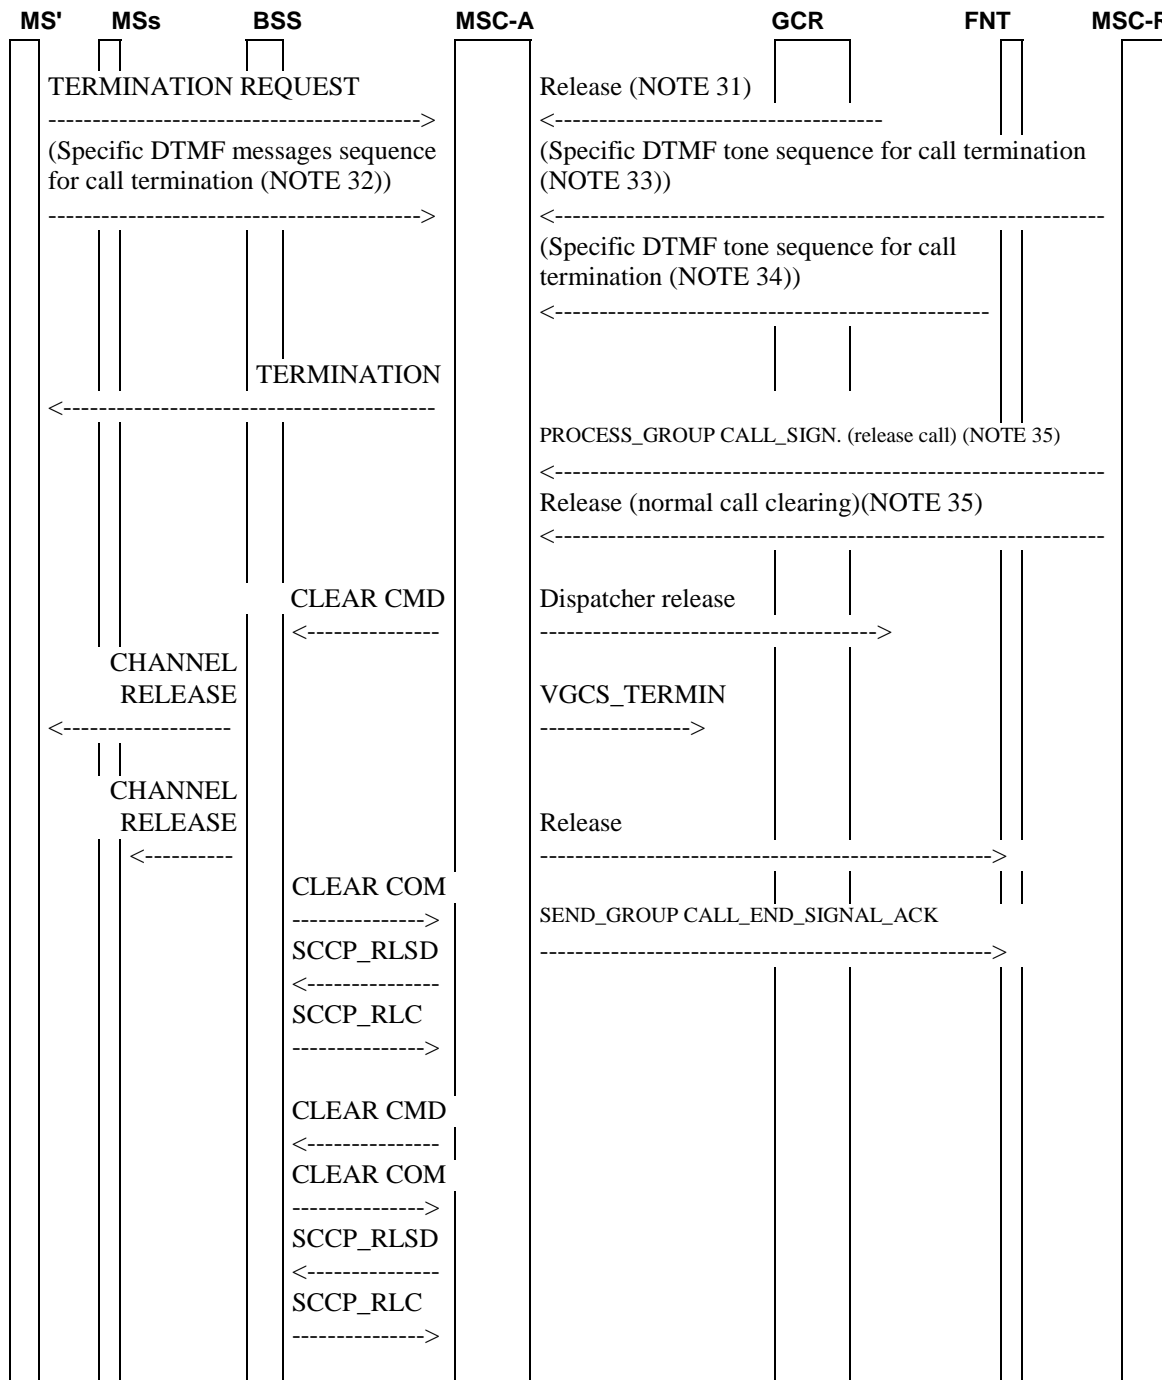 MS' MSs BSS MSC-A GCR FNT MSC-R
TERMINATION REQUEST Release (NOTE 31)
--------------------------------------------> <-------------------------------------
(Specific DTMF messages sequence (Specific DTMF tone sequence for call termination
for call termination (NOTE 32)) (NOTE 33))
--------------------------------------------> <---------------------------------------------------------------
(Specific DTMF tone sequence for call
termination (NOTE 34))
<--------------------------------------------------
TERMINATION
<--------------------------------------------
PROCESS_GROUP CALL_SIGN. (release call) (NOTE 35)
<---------------------------------------------------------------
Release (normal call clearing)(NOTE 35)
<---------------------------------------------------------------
CLEAR CMD Dispatcher release
<--------------- -------------------------------------->
CHANNEL
RELEASE VGCS_TERMIN
<------------------- ----------------->
CHANNEL
RELEASE Release
<---------- ---------------------------------------------------->
CLEAR COM
---------------> SEND_GROUP CALL_END_SIGNAL_ACK
SCCP_RLSD ---------------------------------------------------->
<---------------
SCCP_RLC
--------------->
CLEAR CMD
<---------------
CLEAR COM
--------------->
SCCP_RLSD
<---------------
SCCP_RLC
--------------->